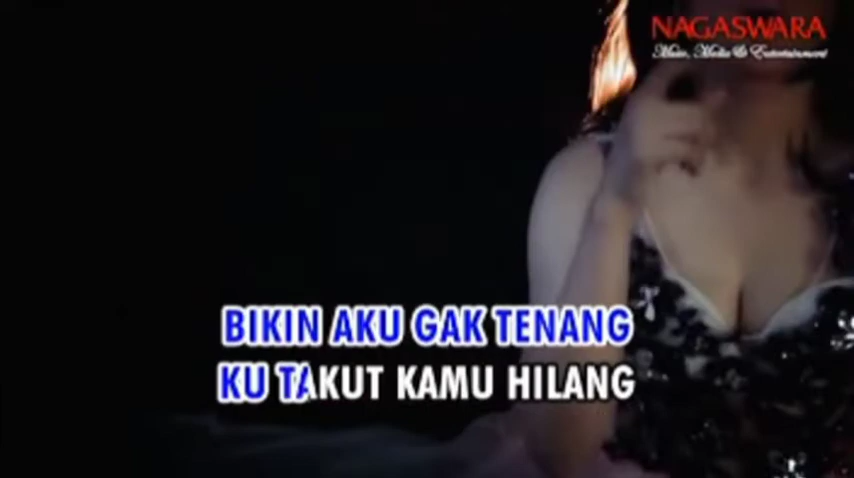 NAGASWARA
Music, Media & Entertainment
BIKIN AKU GAK TENANG
KU TAKUT KAMU HILANG